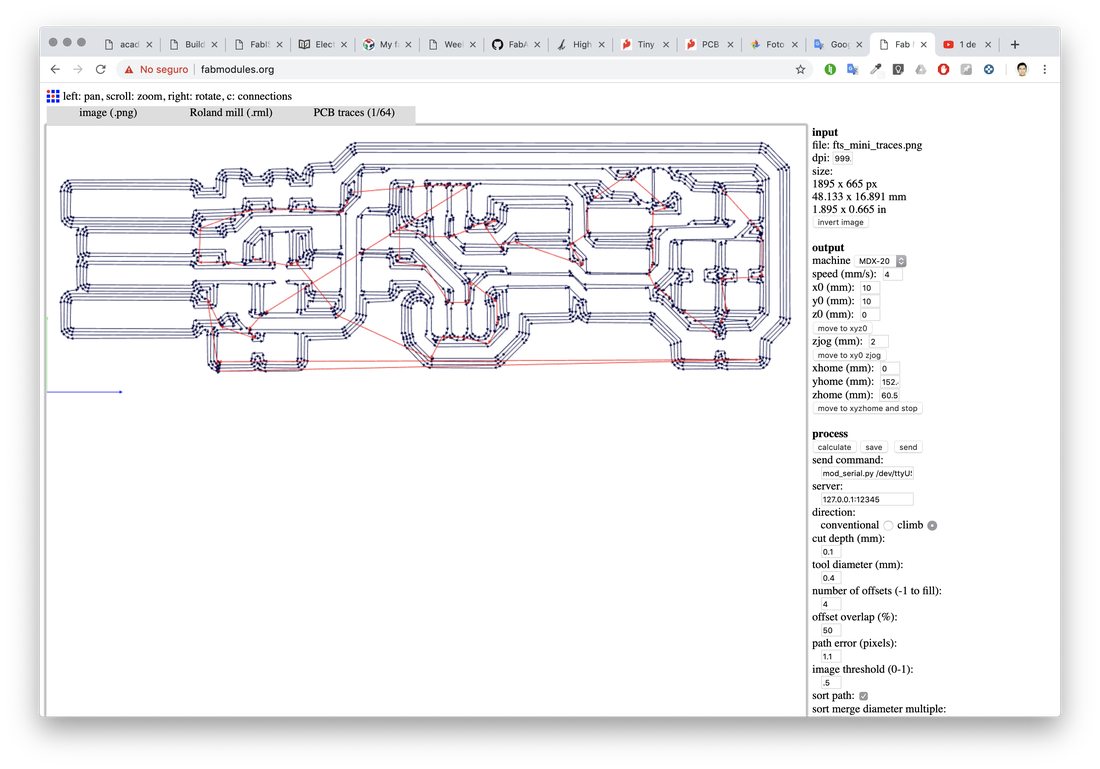 acad
Build
FabIS
Elect
My f
Wee
FabA
High
Tiny
PCB
Foto
Goog
Fab
1 de
No seguro
fabmodules.org
left: pan, scroll: zoom, right: rotate, c: connections
image (.png) Roland mill (.rml) PCB traces (1/64)
input
file: fts_mini_traces.png
dpi: 999.
size:
1895 x 665 px
48.133 x 16.891 mm
1.895 x 0.665 in
invert image
output
machine MDX-20
speed (mm/s): 4
x0 (mm): 10
y0 (mm): 10
z0 (mm): 0
move to xyz0
zjog (mm): 2
move to xy0 zjog
xhome (mm): 0
yhome (mm): 152.
zhome (mm): 60.5
move to xyzhome and stop
process
calculate save send
send command:
mod_serial.py /dev/ttyUS
server:
127.0.0.1:12345
direction:
conventional climb
cut depth (mm):
0.1
tool diameter (mm):
0.4
number of offsets (-1 to fill):
4
offset overlap (%):
50
path error (pixels):
1.1
image threshold (0-1):
.5
sort path:
sort merge diameter multiple: